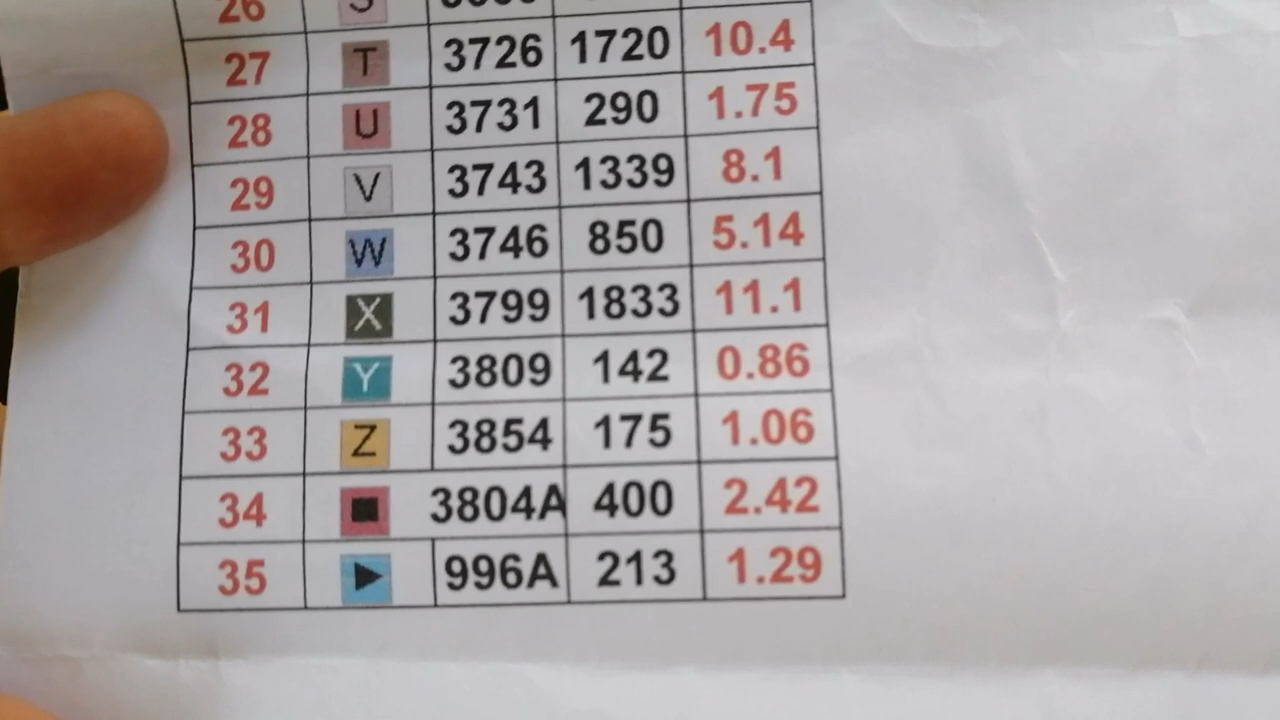 26 S
27 T 3726 1720 10.4
28 U 3731 290 1.75
29 V 3743 1339 8.1
30 W 3746 850 5.14
31 X 3799 1833 11.1
32 Y 3809 142 0.86
33 Z 3854 175 1.06
34 ■ 3804A 400 2.42
35 ▶ 996A 213 1.29